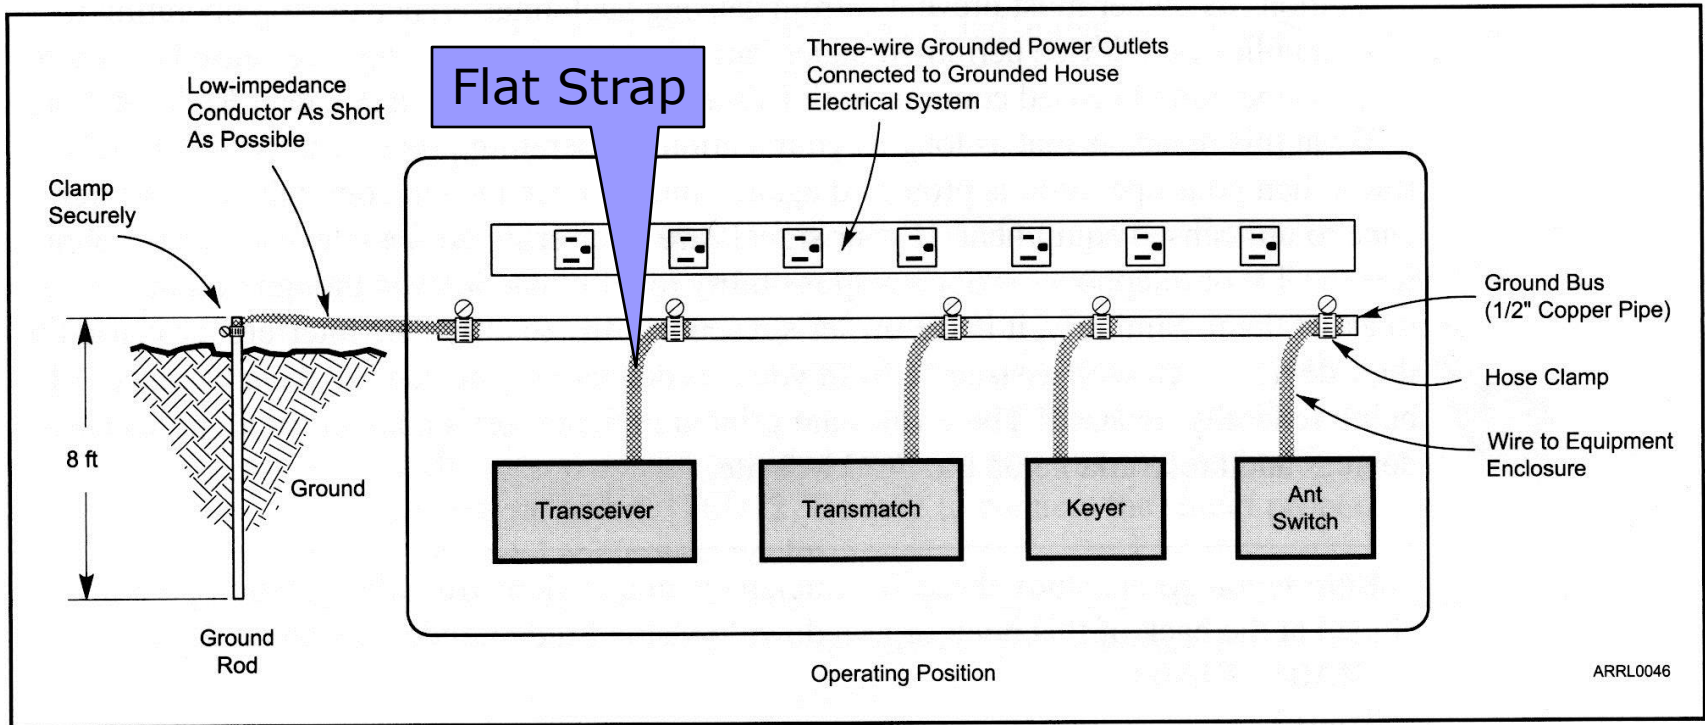 Flat Strap
Three-wire Grounded Power Outlets
Connected to Grounded House
Electrical System
Low-impedance
Conductor As Short
As Possible
Clamp
Securely
Ground Bus
(1/2" Copper Pipe)
Hose Clamp
Wire to Equipment
Enclosure
8 ft
Ground
Transceiver
Transmatch
Keyer
Ant
Switch
Ground
Rod
Operating Position
ARRL0046